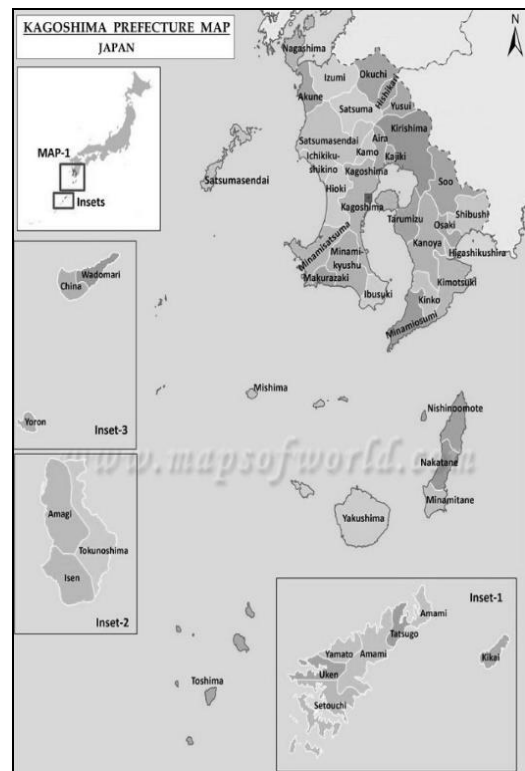 KAGOSHIMA PREFECTURE MAP
JAPAN
N
MAP-1
Insets
Nagashima
Izumi
Okuchi
Hishikari
Akune
Yusui
Satsuma
Kirishima
Satsumasendai
Aira
Kamo
Kajiki
Ichikiku-
shikino
Kagoshima
Satsumasendai
Soo
Hioki
Kagoshima
Tarumizu
Shibushi
Osaki
Kanoya
Minamisatsuma
Higashikushira
Minami-
kyushu
Makurazaki
Kimotsuki
Ibusuki
Kinko
Minamiosumi
Wadomari
China
Yoron
Inset-3
Mishima
Nishinoomote
www.mapsofworld.com
Nakatane
Minamitane
Yakushima
Amagi
Tokunoshima
Isen
Inset-2
Toshima
Inset-1
Amami
Tatsugo
Yamato
Amami
Kikai
Uken
Setouchi